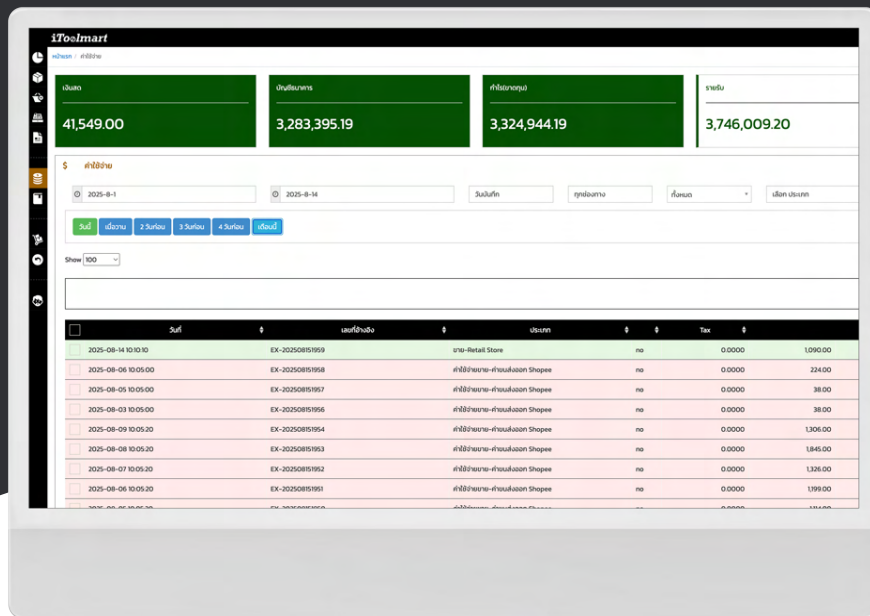 iToolmart
หน้าแรก / ค่าใช้จ่าย
เงินสด
41,549.00
บัญชีธนาคาร
3,283,395.19
กำไร(ขาดทุน)
3,324,944.19
รายรับ
3,746,009.20
$ ค่าใช้จ่าย
2025-8-1 2025-8-14 วันบันทึก ทุกช่องทาง ทั้งหมด เลือก ประเภท
วันนี้ เมื่อวาน 2 วันก่อน 3 วันก่อน 4 วันก่อน เดือนนี้
Show 100
วันที่ เลขที่อ้างอิง ประเภท Tax
2025-08-14 10:10:10 EX-202508151959 ขาย-Retail Store no 0.0000 1,090.00
2025-08-06 10:05:00 EX-202508151958 ค่าใช้จ่ายขาย-ค่าขนส่งออก Shopee no 0.0000 224.00
2025-08-05 10:05:00 EX-202508151957 ค่าใช้จ่ายขาย-ค่าขนส่งออก Shopee no 0.0000 38.00
2025-08-03 10:05:00 EX-202508151956 ค่าใช้จ่ายขาย-ค่าขนส่งออก Shopee no 0.0000 38.00
2025-08-09 10:05:20 EX-202508151954 ค่าใช้จ่ายขาย-ค่าขนส่งออก Shopee no 0.0000 1,306.00
2025-08-08 10:05:20 EX-202508151953 ค่าใช้จ่ายขาย-ค่าขนส่งออก Shopee no 0.0000 1,845.00
2025-08-07 10:05:20 EX-202508151952 ค่าใช้จ่ายขาย-ค่าขนส่งออก Shopee no 0.0000 1,326.00
2025-08-06 10:05:20 EX-202508151951 ค่าใช้จ่ายขาย-ค่าขนส่งออก Shopee no 0.0000 1,199.00